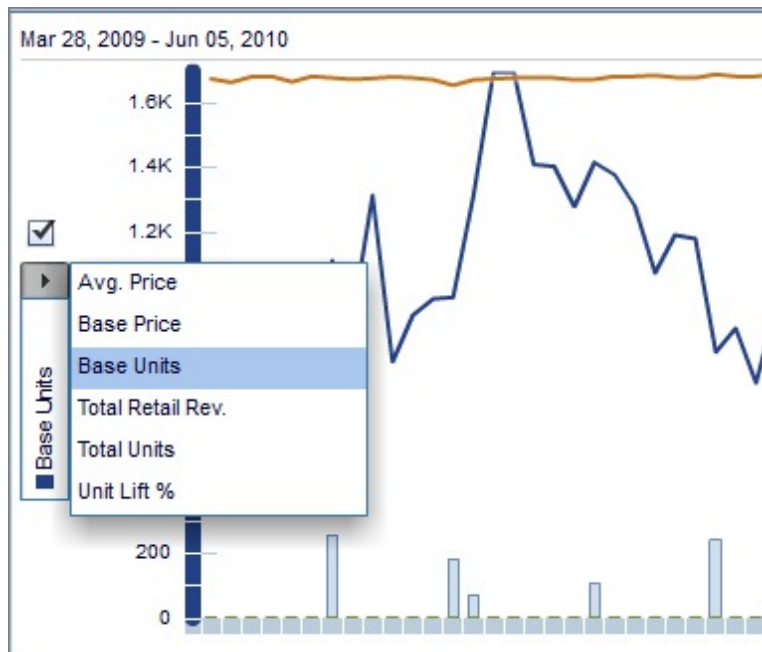 Mar 28, 2009 - Jun 05, 2010
1.6K
1.4K
1.2K
Avg. Price
Base Price
Base Units
Total Retail Rev.
Total Units
Unit Lift %
Base Units
200
0